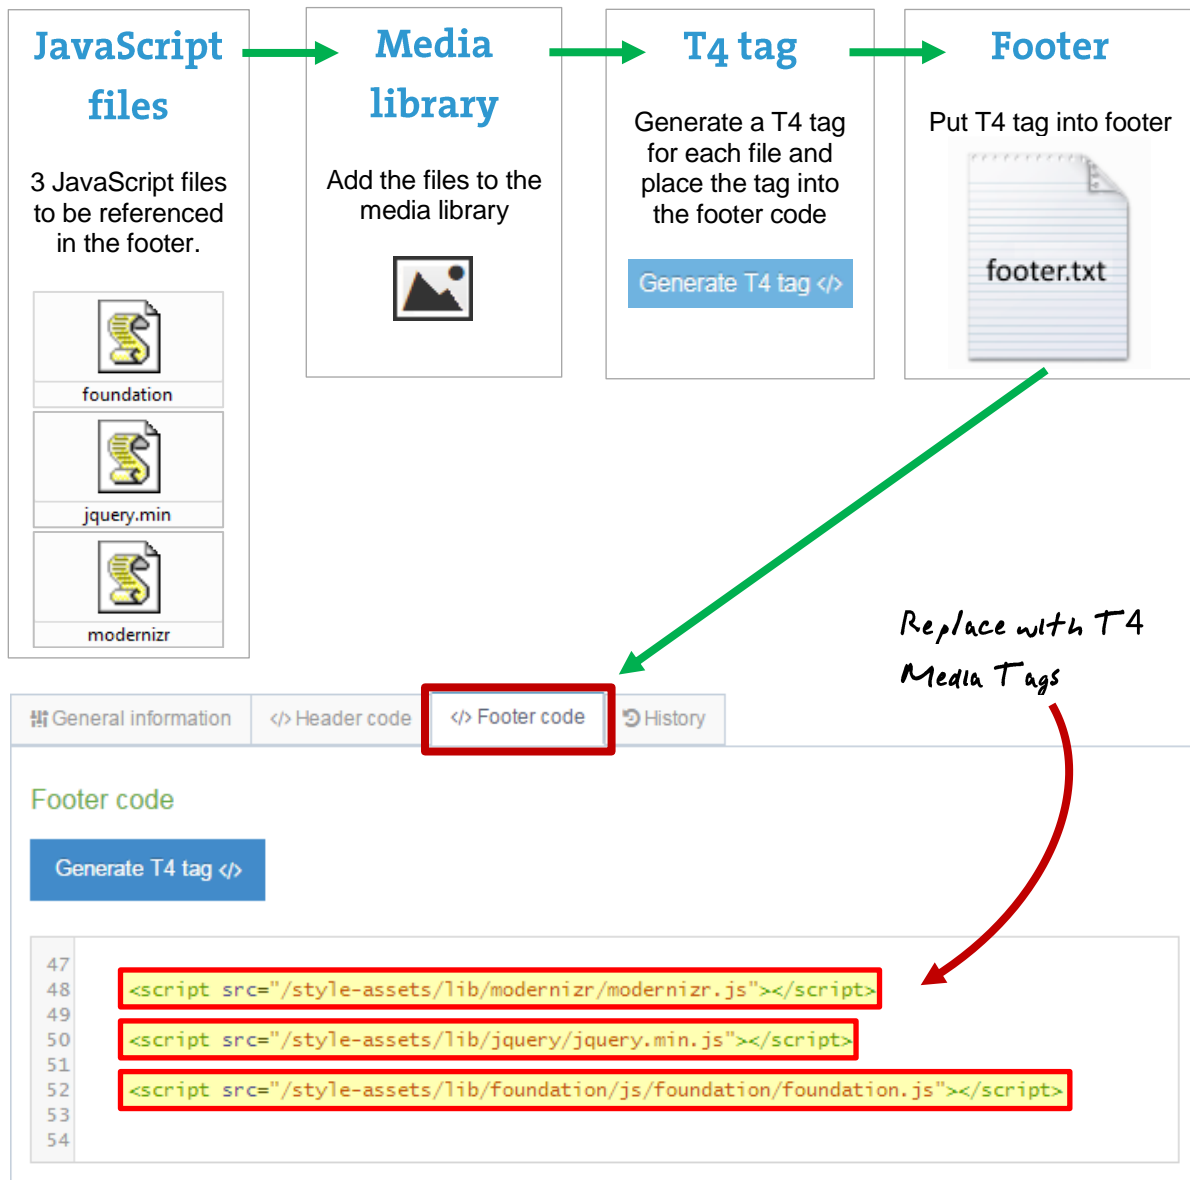 JavaScript
files
3 JavaScript files
to be referenced
in the footer.
foundation
jquery.min
modernizr
Media
library
Add the files to the
media library
T4 tag
Generate a T4 tag
for each file and
place the tag into
the footer code
Generate T4 tag </>
Footer
Put T4 tag into footer
footer.txt
Replace with T4
Media Tags
General information
</> Header code
</> Footer code
History
Footer code
Generate T4 tag </>
47
48 <script src="/style-assets/lib/modernizr/modernizr.js"></script>
49
50 <script src="/style-assets/lib/jquery/jquery.min.js"></script>
51
52 <script src="/style-assets/lib/foundation/js/foundation/foundation.js"></script>
53
54